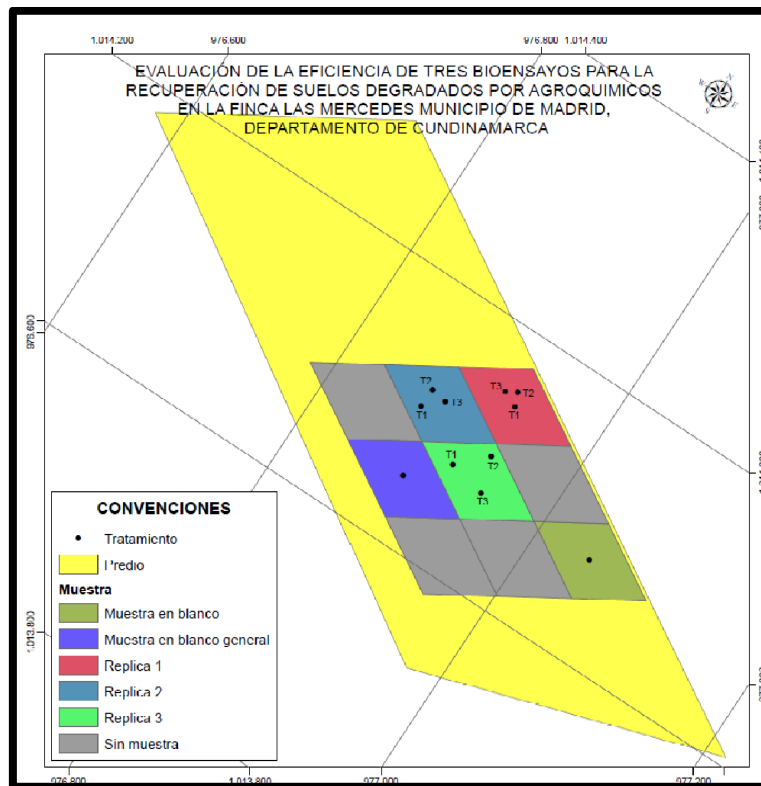 1.014.200
976.600
976.800
1.014.400
EVALUACIÓN DE LA EFICIENCIA DE TRES BIOENSAYOS PARA LA
RECUPERACIÓN DE SUELOS DEGRADADOS POR AGROQUIMICOS
EN LA FINCA LAS MERCEDES MUNICIPIO DE MADRID,
DEPARTAMENTO DE CUNDINAMARCA
976.600
T2
T3
T1
T3
T2
T1
T1
T2
T3
CONVENCIONES
Tratamiento
Predio
Muestra
Muestra en blanco
Muestra en blanco general
Replica 1
Replica 2
Replica 3
Sin muestra
1.013.800
976.800
1.013.800
977.000
977.200